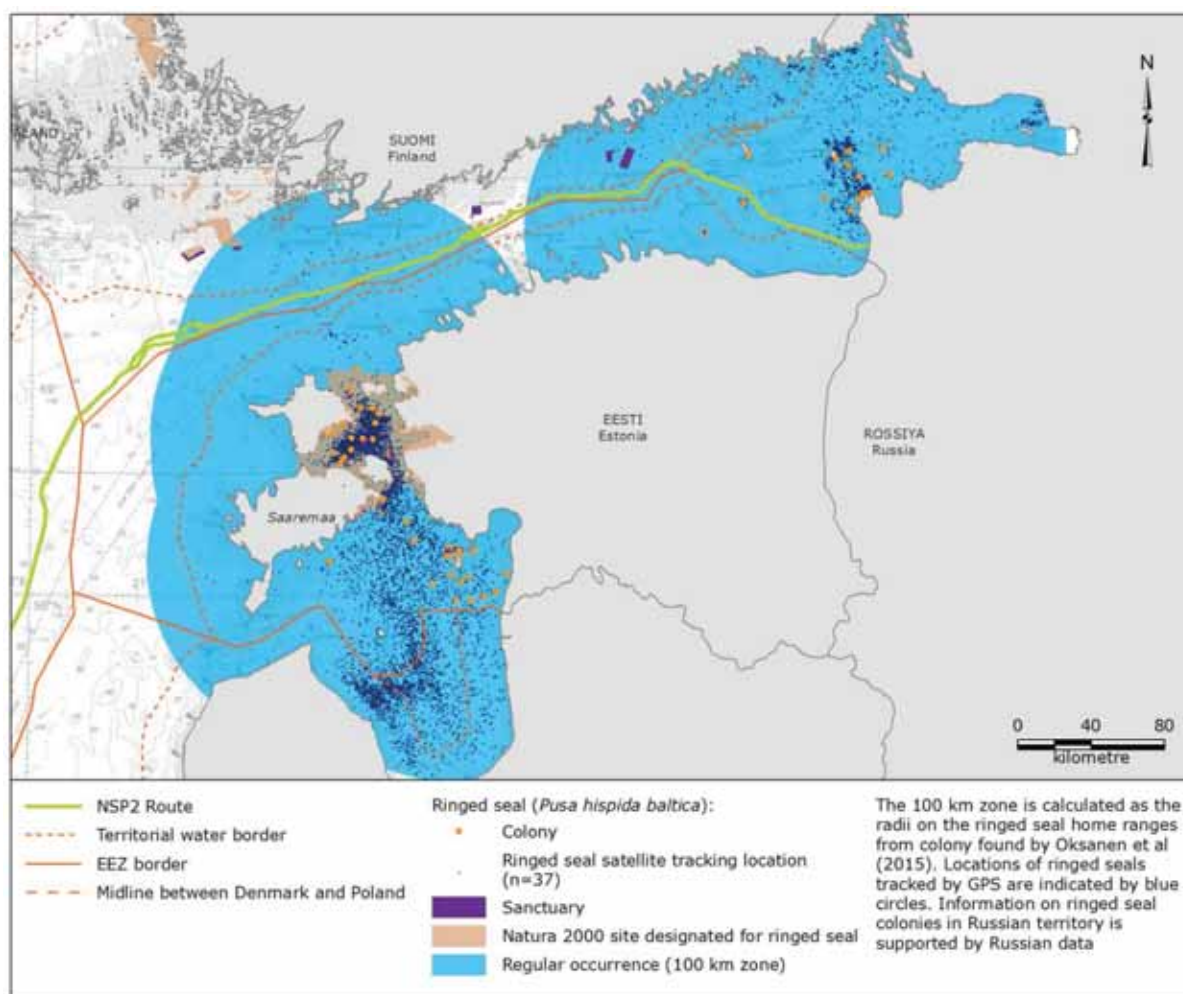 N
ALAND
SUOMI
Finland
EESTI
Estonia
ROSSIYA
Russia
Saaremaa
0 40 80
kilometre
NSP2 Route
Territorial water border
EEZ border
Midline between Denmark and Poland
Ringed seal (Pusa hispida baltica):
Colony
Ringed seal satellite tracking location
(n=37)
Sanctuary
Natura 2000 site designated for ringed seal
Regular occurrence (100 km zone)
The 100 km zone is calculated as the
radii on the ringed seal home ranges
from colony found by Oksanen et al
(2015). Locations of ringed seals
tracked by GPS are indicated by blue
circles. Information on ringed seal
colonies in Russian territory is
supported by Russian data